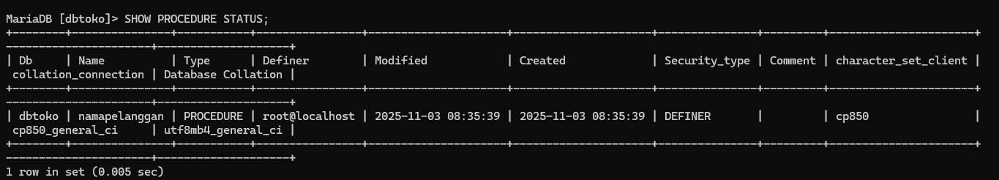 MariaDB [dbtoko]> SHOW PROCEDURE STATUS;
+--------+---------------+-----------+----------------+---------------------+---------------------+---------------+---------+----------------------+
----------------------+--------------------+
| Db     | Name          | Type      | Definer        | Modified            | Created             | Security_type | Comment | character_set_client |
 collation_connection | Database Collation |
+--------+---------------+-----------+----------------+---------------------+---------------------+---------------+---------+----------------------+
----------------------+--------------------+
| dbtoko | namapelanggan | PROCEDURE | root@localhost | 2025-11-03 08:35:39 | 2025-11-03 08:35:39 | DEFINER       |         | cp850                |
 cp850_general_ci     | utf8mb4_general_ci |
+--------+---------------+-----------+----------------+---------------------+---------------------+---------------+---------+----------------------+
----------------------+--------------------+
1 row in set (0.005 sec)